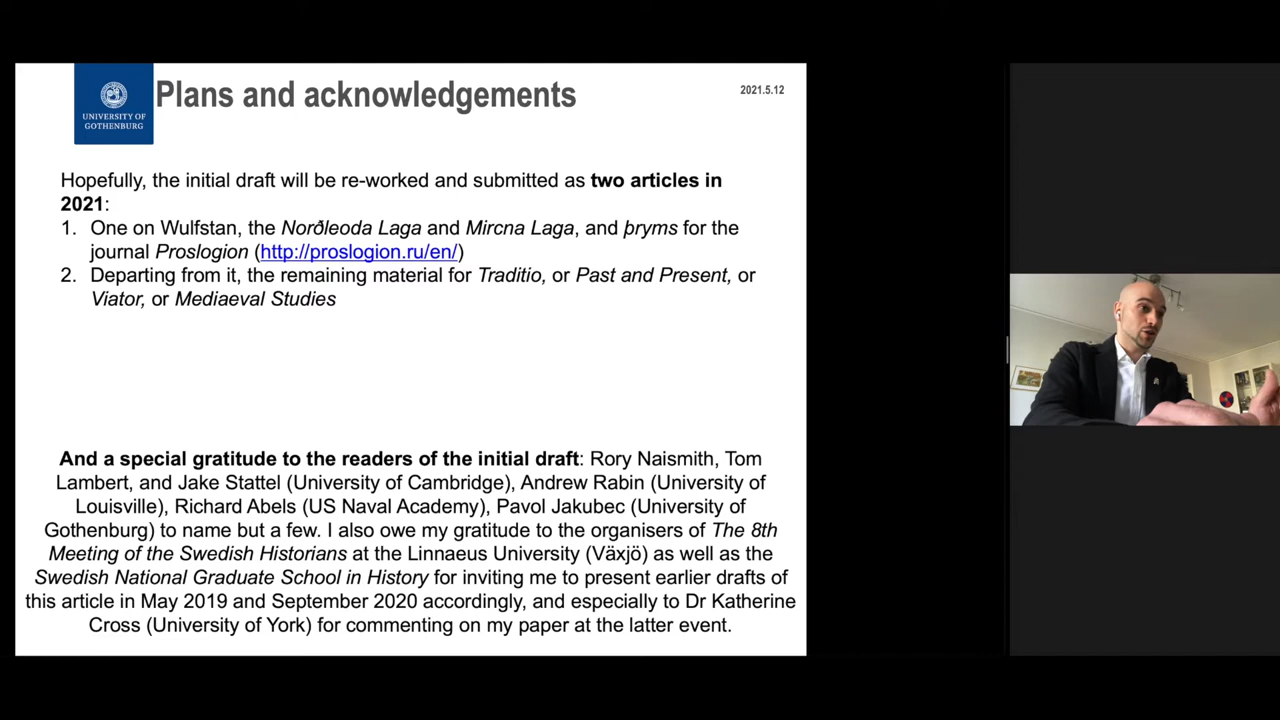 Plans and acknowledgements
2021.5.12
UNIVERSITY OF
GOTHENBURG
Hopefully, the initial draft will be re-worked and submitted as two articles in
2021:
1. One on Wulfstan, the Norðleoda Laga and Mircna Laga, and þryms for the
journal Proslogion (http://proslogion.ru/en/)
2. Departing from it, the remaining material for Traditio, or Past and Present, or
Viator, or Mediaeval Studies
And a special gratitude to the readers of the initial draft: Rory Naismith, Tom
Lambert, and Jake Stattel (University of Cambridge), Andrew Rabin (University of
Louisville), Richard Abels (US Naval Academy), Pavol Jakubec (University of
Gothenburg) to name but a few. I also owe my gratitude to the organisers of The 8th
Meeting of the Swedish Historians at the Linnaeus University (Växjö) as well as the
Swedish National Graduate School in History for inviting me to present earlier drafts of
this article in May 2019 and September 2020 accordingly, and especially to Dr Katherine
Cross (University of York) for commenting on my paper at the latter event.